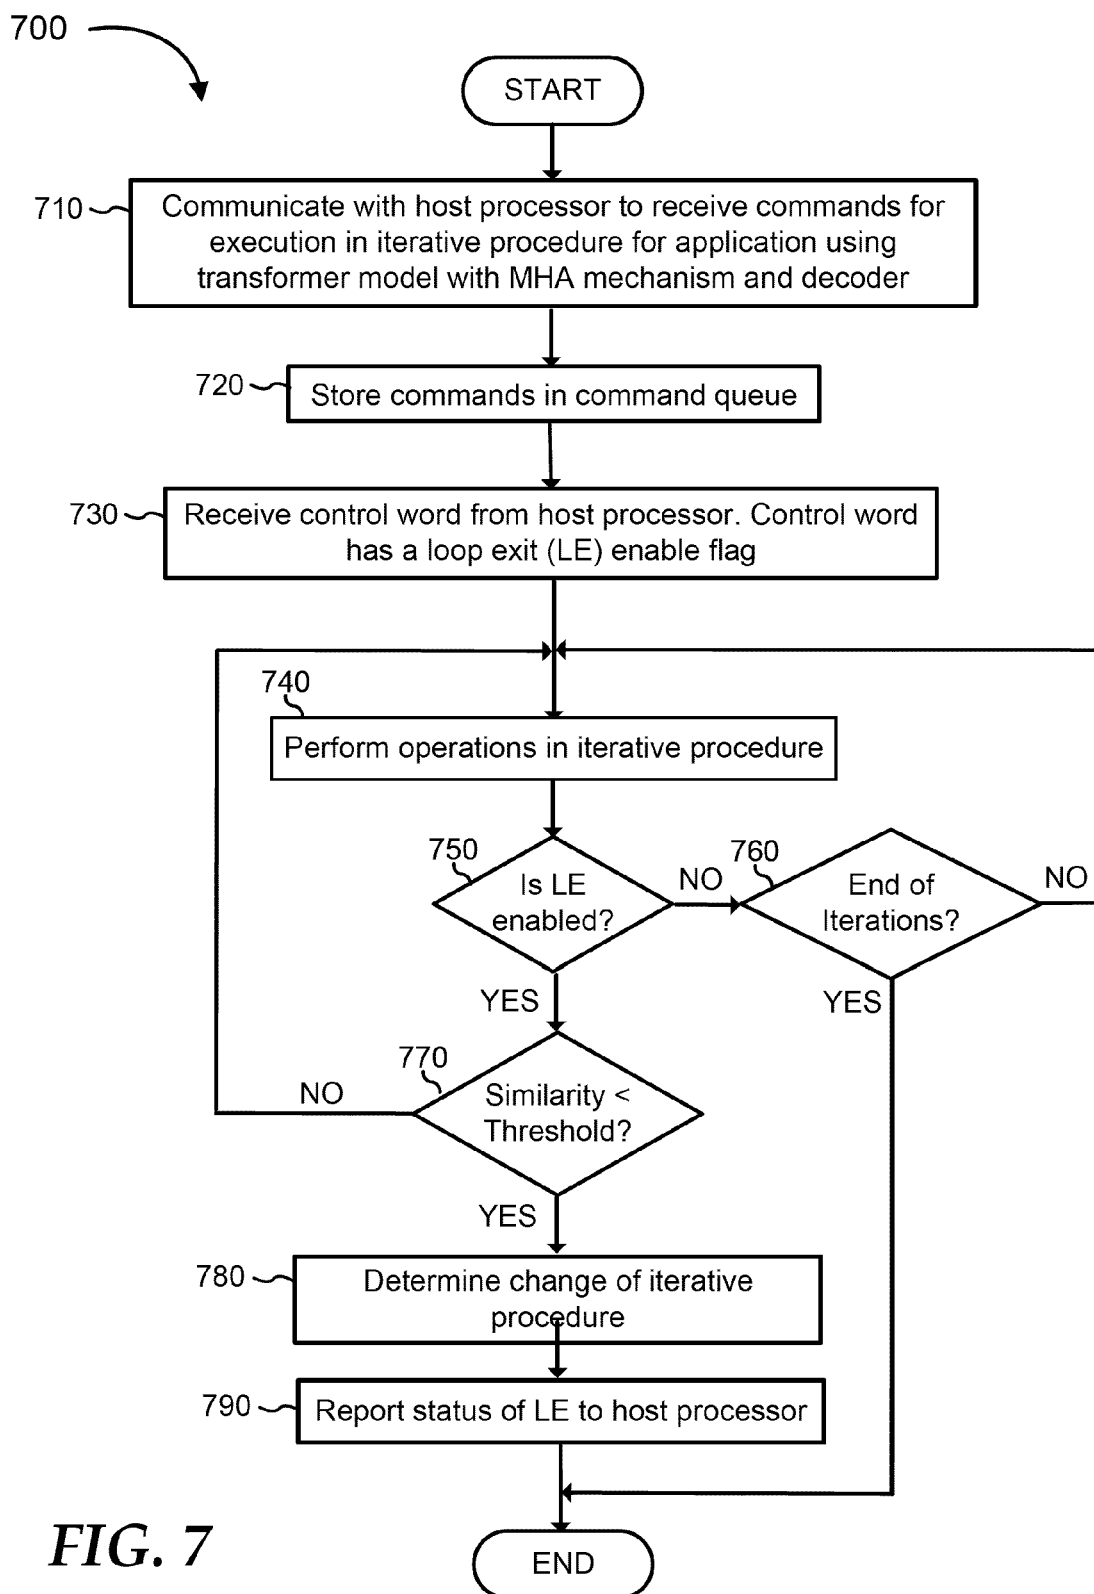 700
START
710
Communicate with host processor to receive commands for
execution in iterative procedure for application using
transformer model with MHA mechanism and decoder
720
Store commands in command queue
730
Receive control word from host processor. Control word
has a loop exit (LE) enable flag
740
Perform operations in iterative procedure
750
Is LE
enabled?
NO
760
End of
Iterations?
NO
YES
YES
770
Similarity <
Threshold?
NO
YES
780
Determine change of iterative
procedure
790
Report status of LE to host processor
END
FIG. 7